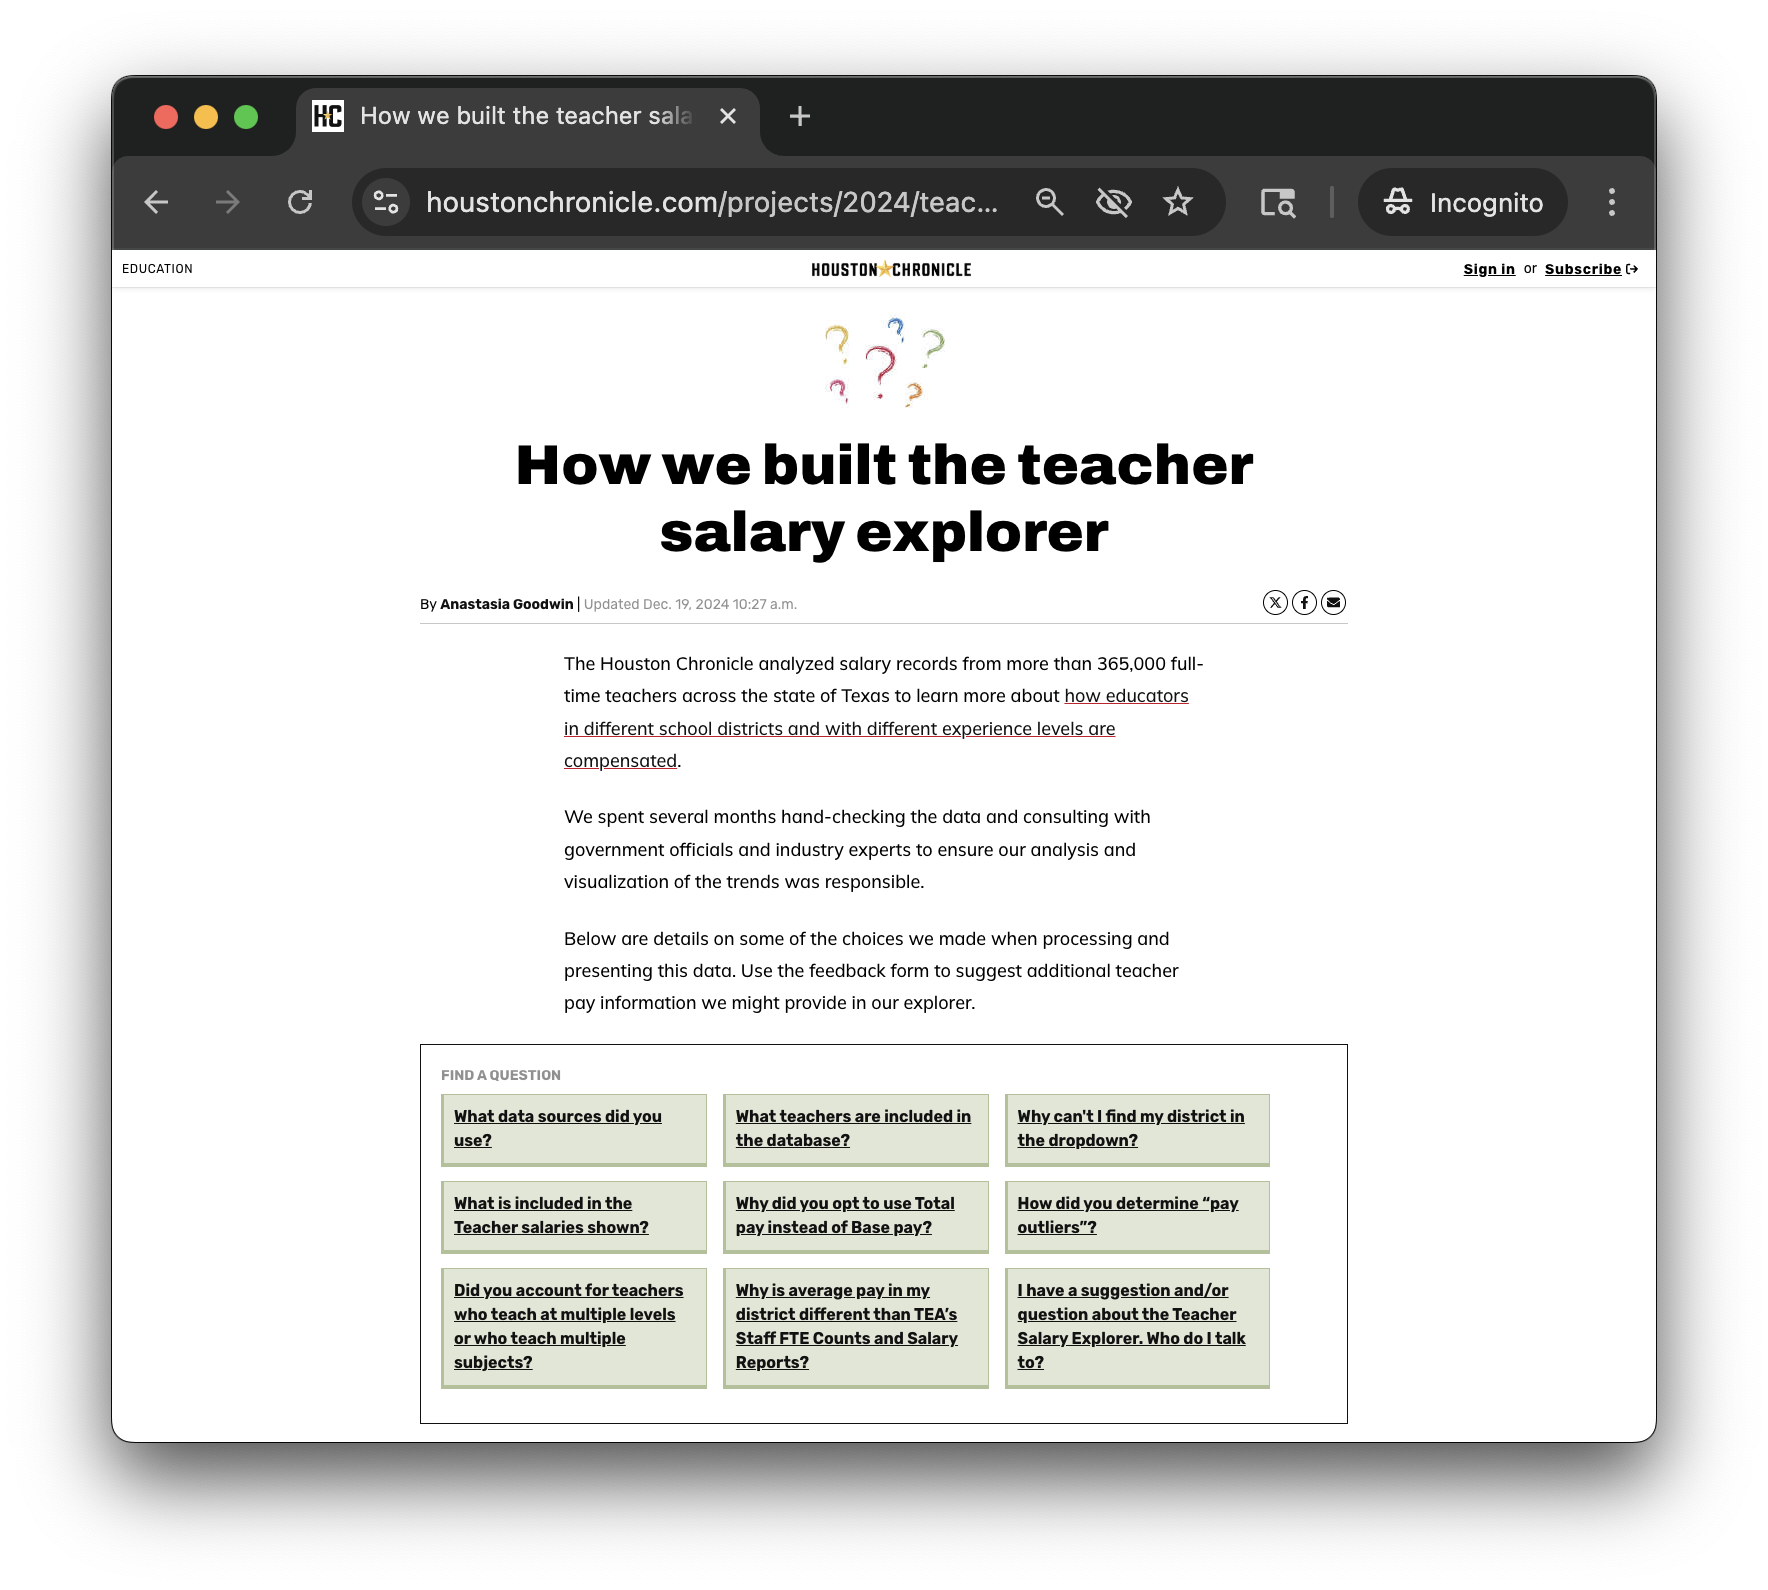 How we built the teacher sala
houstonchronicle.com/projects/2024/teac...
Incognito
EDUCATION
HOUSTON CHRONICLE
Sign in or Subscribe
How we built the teacher
salary explorer
By Anastasia Goodwin | Updated Dec. 19, 2024 10:27 a.m.
The Houston Chronicle analyzed salary records from more than 365,000 full-
time teachers across the state of Texas to learn more about how educators
in different school districts and with different experience levels are
compensated.
We spent several months hand-checking the data and consulting with
government officials and industry experts to ensure our analysis and
visualization of the trends was responsible.
Below are details on some of the choices we made when processing and
presenting this data. Use the feedback form to suggest additional teacher
pay information we might provide in our explorer.
FIND A QUESTION
What data sources did you
use?
What teachers are included in
the database?
Why can't I find my district in
the dropdown?
What is included in the
Teacher salaries shown?
Why did you opt to use Total
pay instead of Base pay?
How did you determine “pay
outliers”?
Did you account for teachers
who teach at multiple levels
or who teach multiple
subjects?
Why is average pay in my
district different than TEA’s
Staff FTE Counts and Salary
Reports?
I have a suggestion and/or
question about the Teacher
Salary Explorer. Who do I talk
to?